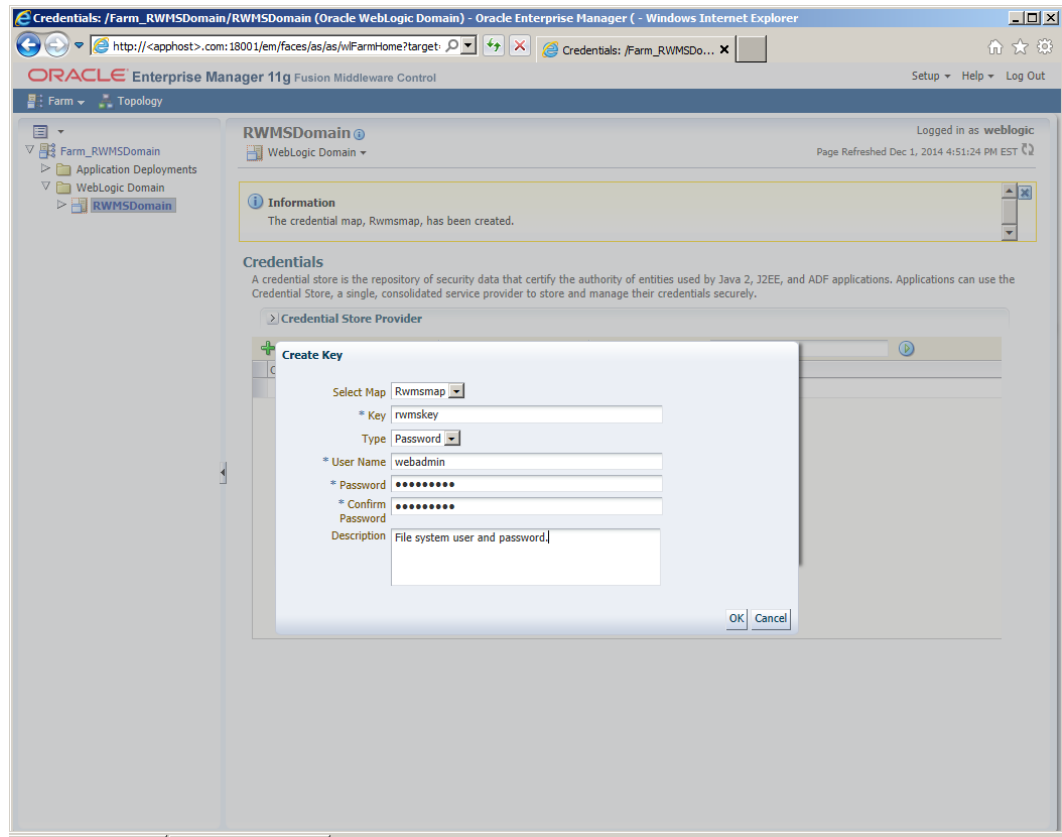 Credentials: /Farm_RWMSDomain/RWMSDomain (Oracle WebLogic Domain) - Oracle Enterprise Manager ( - Windows Internet Explorer
http://<apphost>.com:18001/em/faces/as/as/wlFarmHome?target:
Credentials: /Farm_RWMSDo...
ORACLE Enterprise Manager 11g Fusion Middleware Control
Setup Help Log Out
Farm Topology
Farm_RWMSDomain
Application Deployments
WebLogic Domain
RWMSDomain
RWMSDomain
Logged in as weblogic
WebLogic Domain
Page Refreshed Dec 1, 2014 4:51:24 PM EST
Information
The credential map, Rwmsmap, has been created.
Credentials
A credential store is the repository of security data that certify the authority of entities used by Java 2, J2EE, and ADF applications. Applications can use the
Credential Store, a single, consolidated service provider to store and manage their credentials securely.
Credential Store Provider
Create Key
Select Map Rwmsmap
* Key rwmskey
Type Password
* User Name webadmin
* Password •••••••••
* Confirm Password •••••••••
Description File system user and password.
OK Cancel